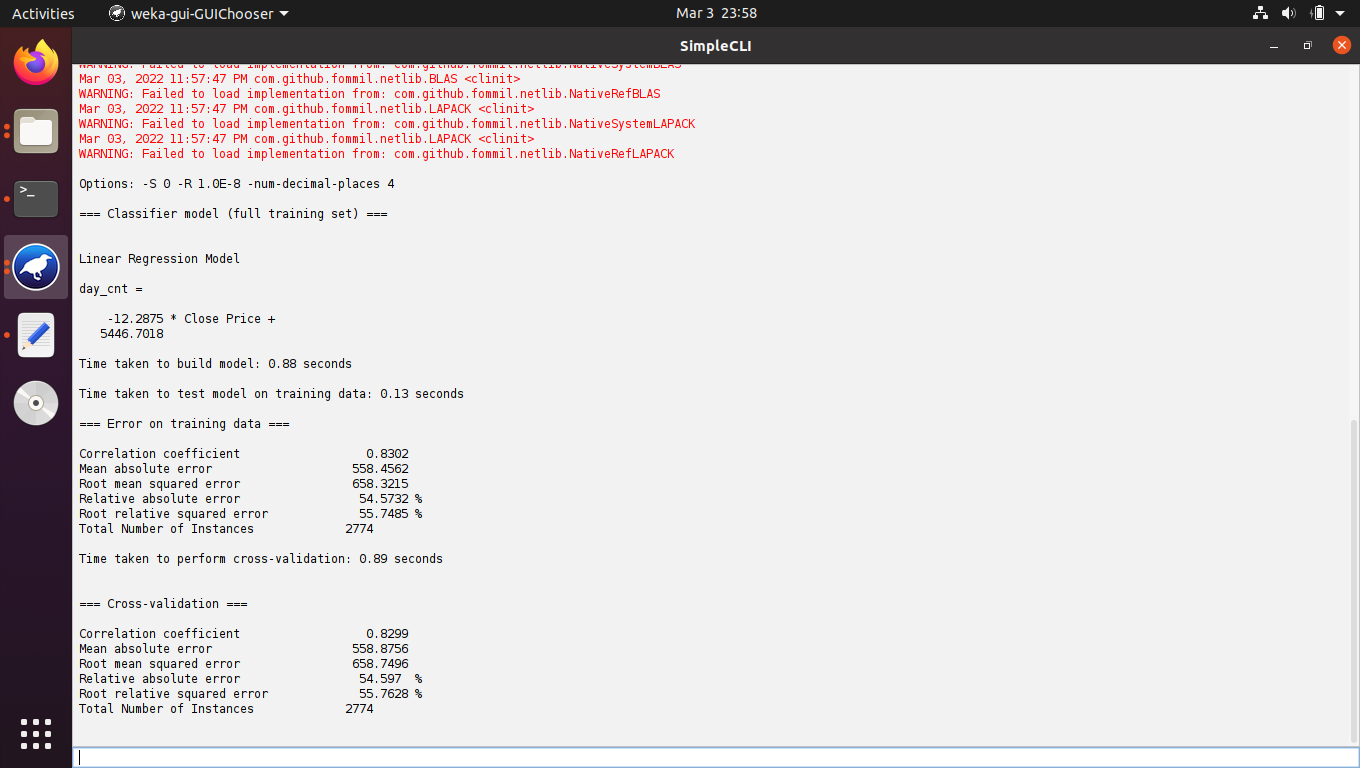 Activities
weka-gui-GUIChooser
Mar 3 23:58
SimpleCLI
WARNING: Failed to load implementation from: com.github.fommil.netlib.NativeSystemBLAS
Mar 03, 2022 11:57:47 PM com.github.fommil.netlib.BLAS <clinit>
WARNING: Failed to load implementation from: com.github.fommil.netlib.NativeRefBLAS
Mar 03, 2022 11:57:47 PM com.github.fommil.netlib.LAPACK <clinit>
WARNING: Failed to load implementation from: com.github.fommil.netlib.NativeSystemLAPACK
Mar 03, 2022 11:57:47 PM com.github.fommil.netlib.LAPACK <clinit>
WARNING: Failed to load implementation from: com.github.fommil.netlib.NativeRefLAPACK
Options: -S 0 -R 1.0E-8 -num-decimal-places 4
=== Classifier model (full training set) ===
Linear Regression Model
day_cnt =
-12.2875 * Close Price +
5446.7018
Time taken to build model: 0.88 seconds
Time taken to test model on training data: 0.13 seconds
=== Error on training data ===
Correlation coefficient 0.8302
Mean absolute error 558.4562
Root mean squared error 658.3215
Relative absolute error 54.5732 %
Root relative squared error 55.7485 %
Total Number of Instances 2774
Time taken to perform cross-validation: 0.89 seconds
=== Cross-validation ===
Correlation coefficient 0.8299
Mean absolute error 558.8756
Root mean squared error 658.7496
Relative absolute error 54.597 %
Root relative squared error 55.7628 %
Total Number of Instances 2774